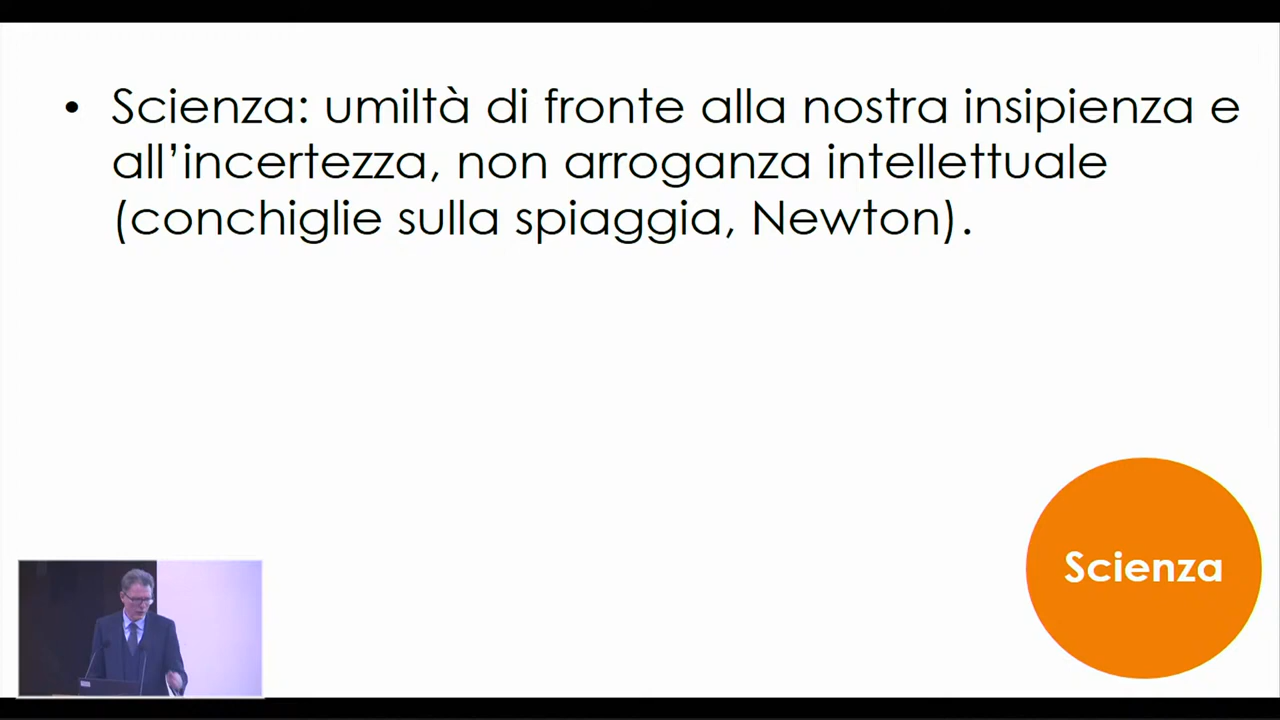 • Scienza: umiltà di fronte alla nostra insipienza e
all’incertezza, non arroganza intellettuale
(conchiglie sulla spiaggia, Newton).
Scienza